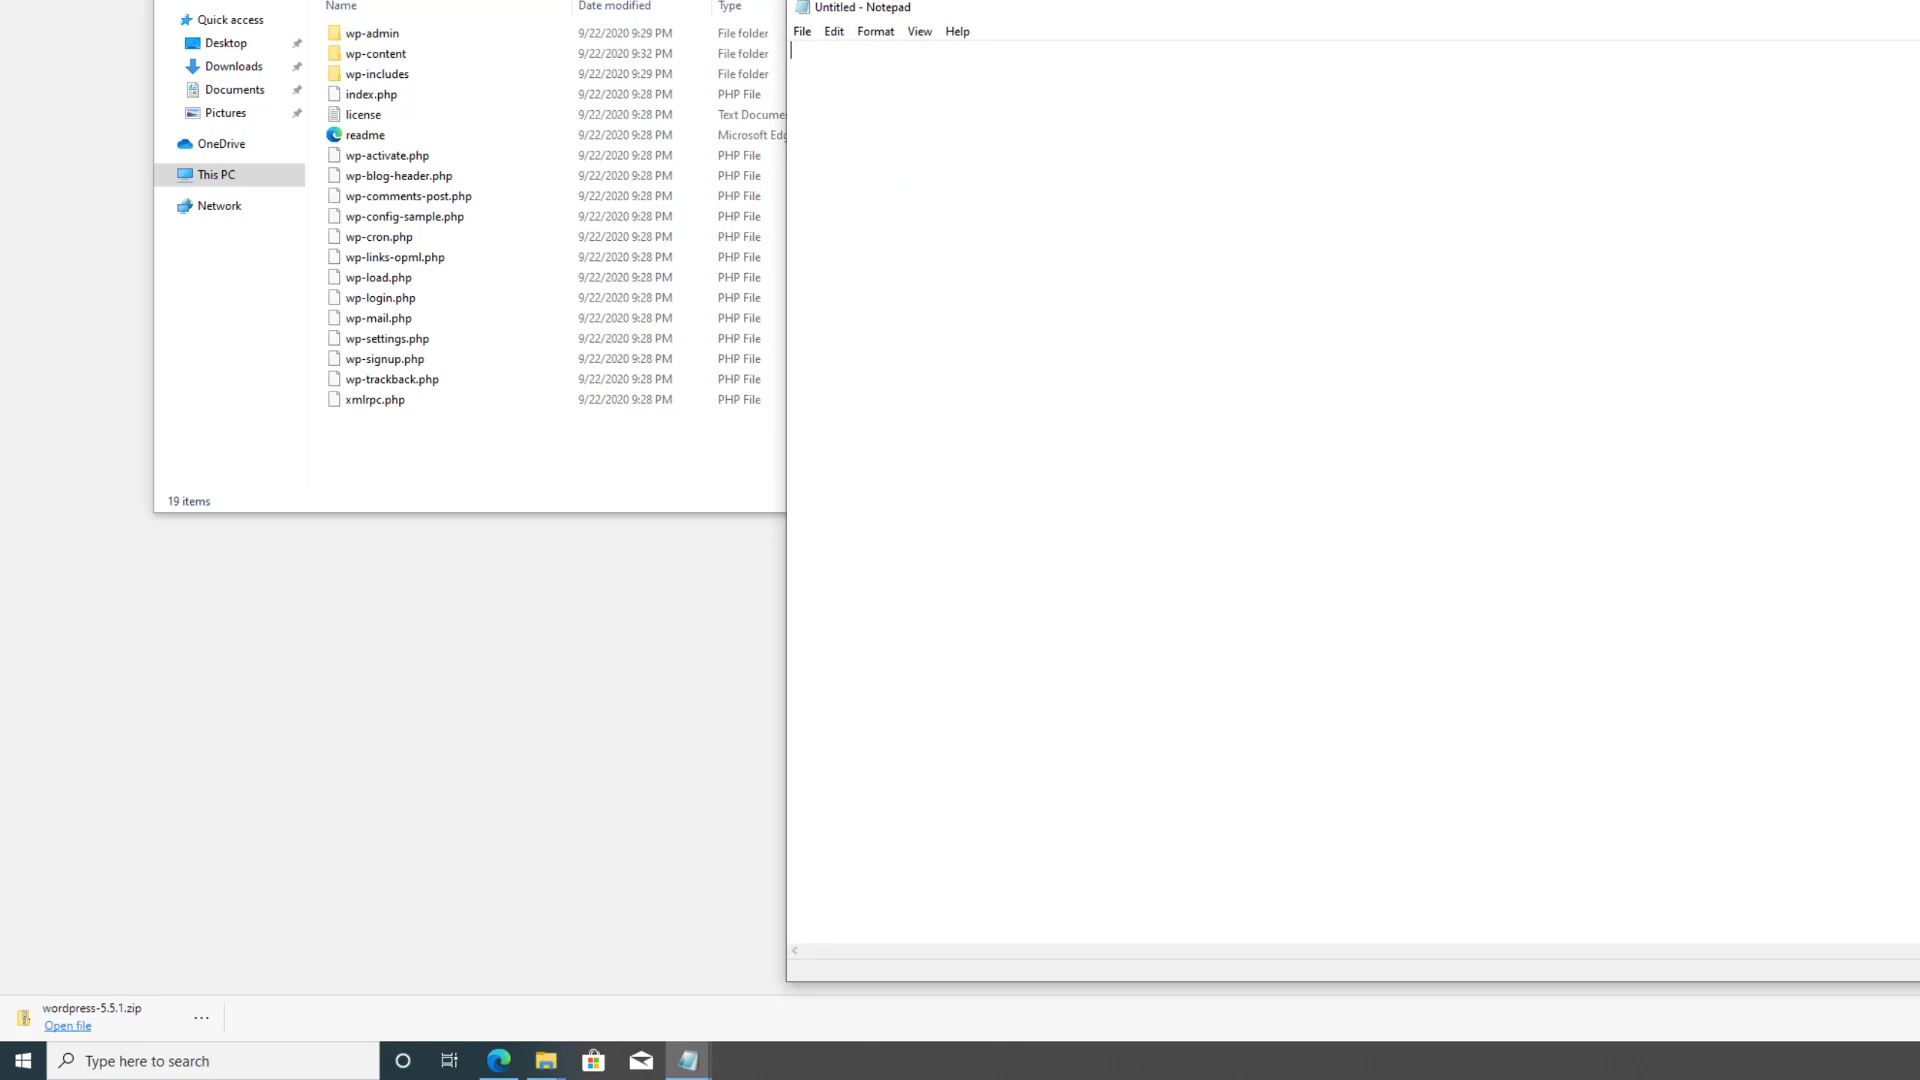 Name Date modified Type
Quick access
Desktop
Downloads
Documents
Pictures
OneDrive
This PC
Network
wp-admin 9/22/2020 9:29 PM File folder
wp-content 9/22/2020 9:32 PM File folder
wp-includes 9/22/2020 9:29 PM File folder
index.php 9/22/2020 9:28 PM PHP File
license 9/22/2020 9:28 PM Text Docume
readme 9/22/2020 9:28 PM Microsoft Edg
wp-activate.php 9/22/2020 9:28 PM PHP File
wp-blog-header.php 9/22/2020 9:28 PM PHP File
wp-comments-post.php 9/22/2020 9:28 PM PHP File
wp-config-sample.php 9/22/2020 9:28 PM PHP File
wp-cron.php 9/22/2020 9:28 PM PHP File
wp-links-opml.php 9/22/2020 9:28 PM PHP File
wp-load.php 9/22/2020 9:28 PM PHP File
wp-login.php 9/22/2020 9:28 PM PHP File
wp-mail.php 9/22/2020 9:28 PM PHP File
wp-settings.php 9/22/2020 9:28 PM PHP File
wp-signup.php 9/22/2020 9:28 PM PHP File
wp-trackback.php 9/22/2020 9:28 PM PHP File
xmlrpc.php 9/22/2020 9:28 PM PHP File
19 items
Untitled - Notepad
File Edit Format View Help
wordpress-5.5.1.zip
Open file
Type here to search